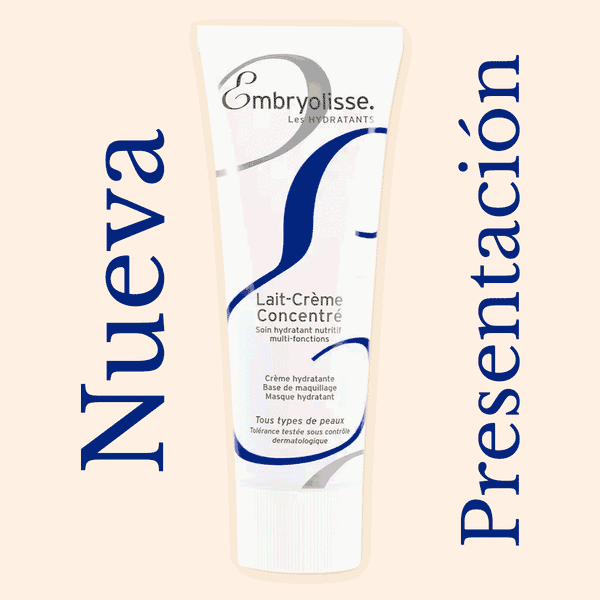 Nueva
Embryolisse.
Les HYDRATANTS
Lait-Crème
Concentré
Soin hydratant nutritif
multi-fonctions
Crème hydratante
Base de maquillage
Masque hydratant
Tous types de peaux
Tolérance testée sous contrôle
dermatologique
Presentación